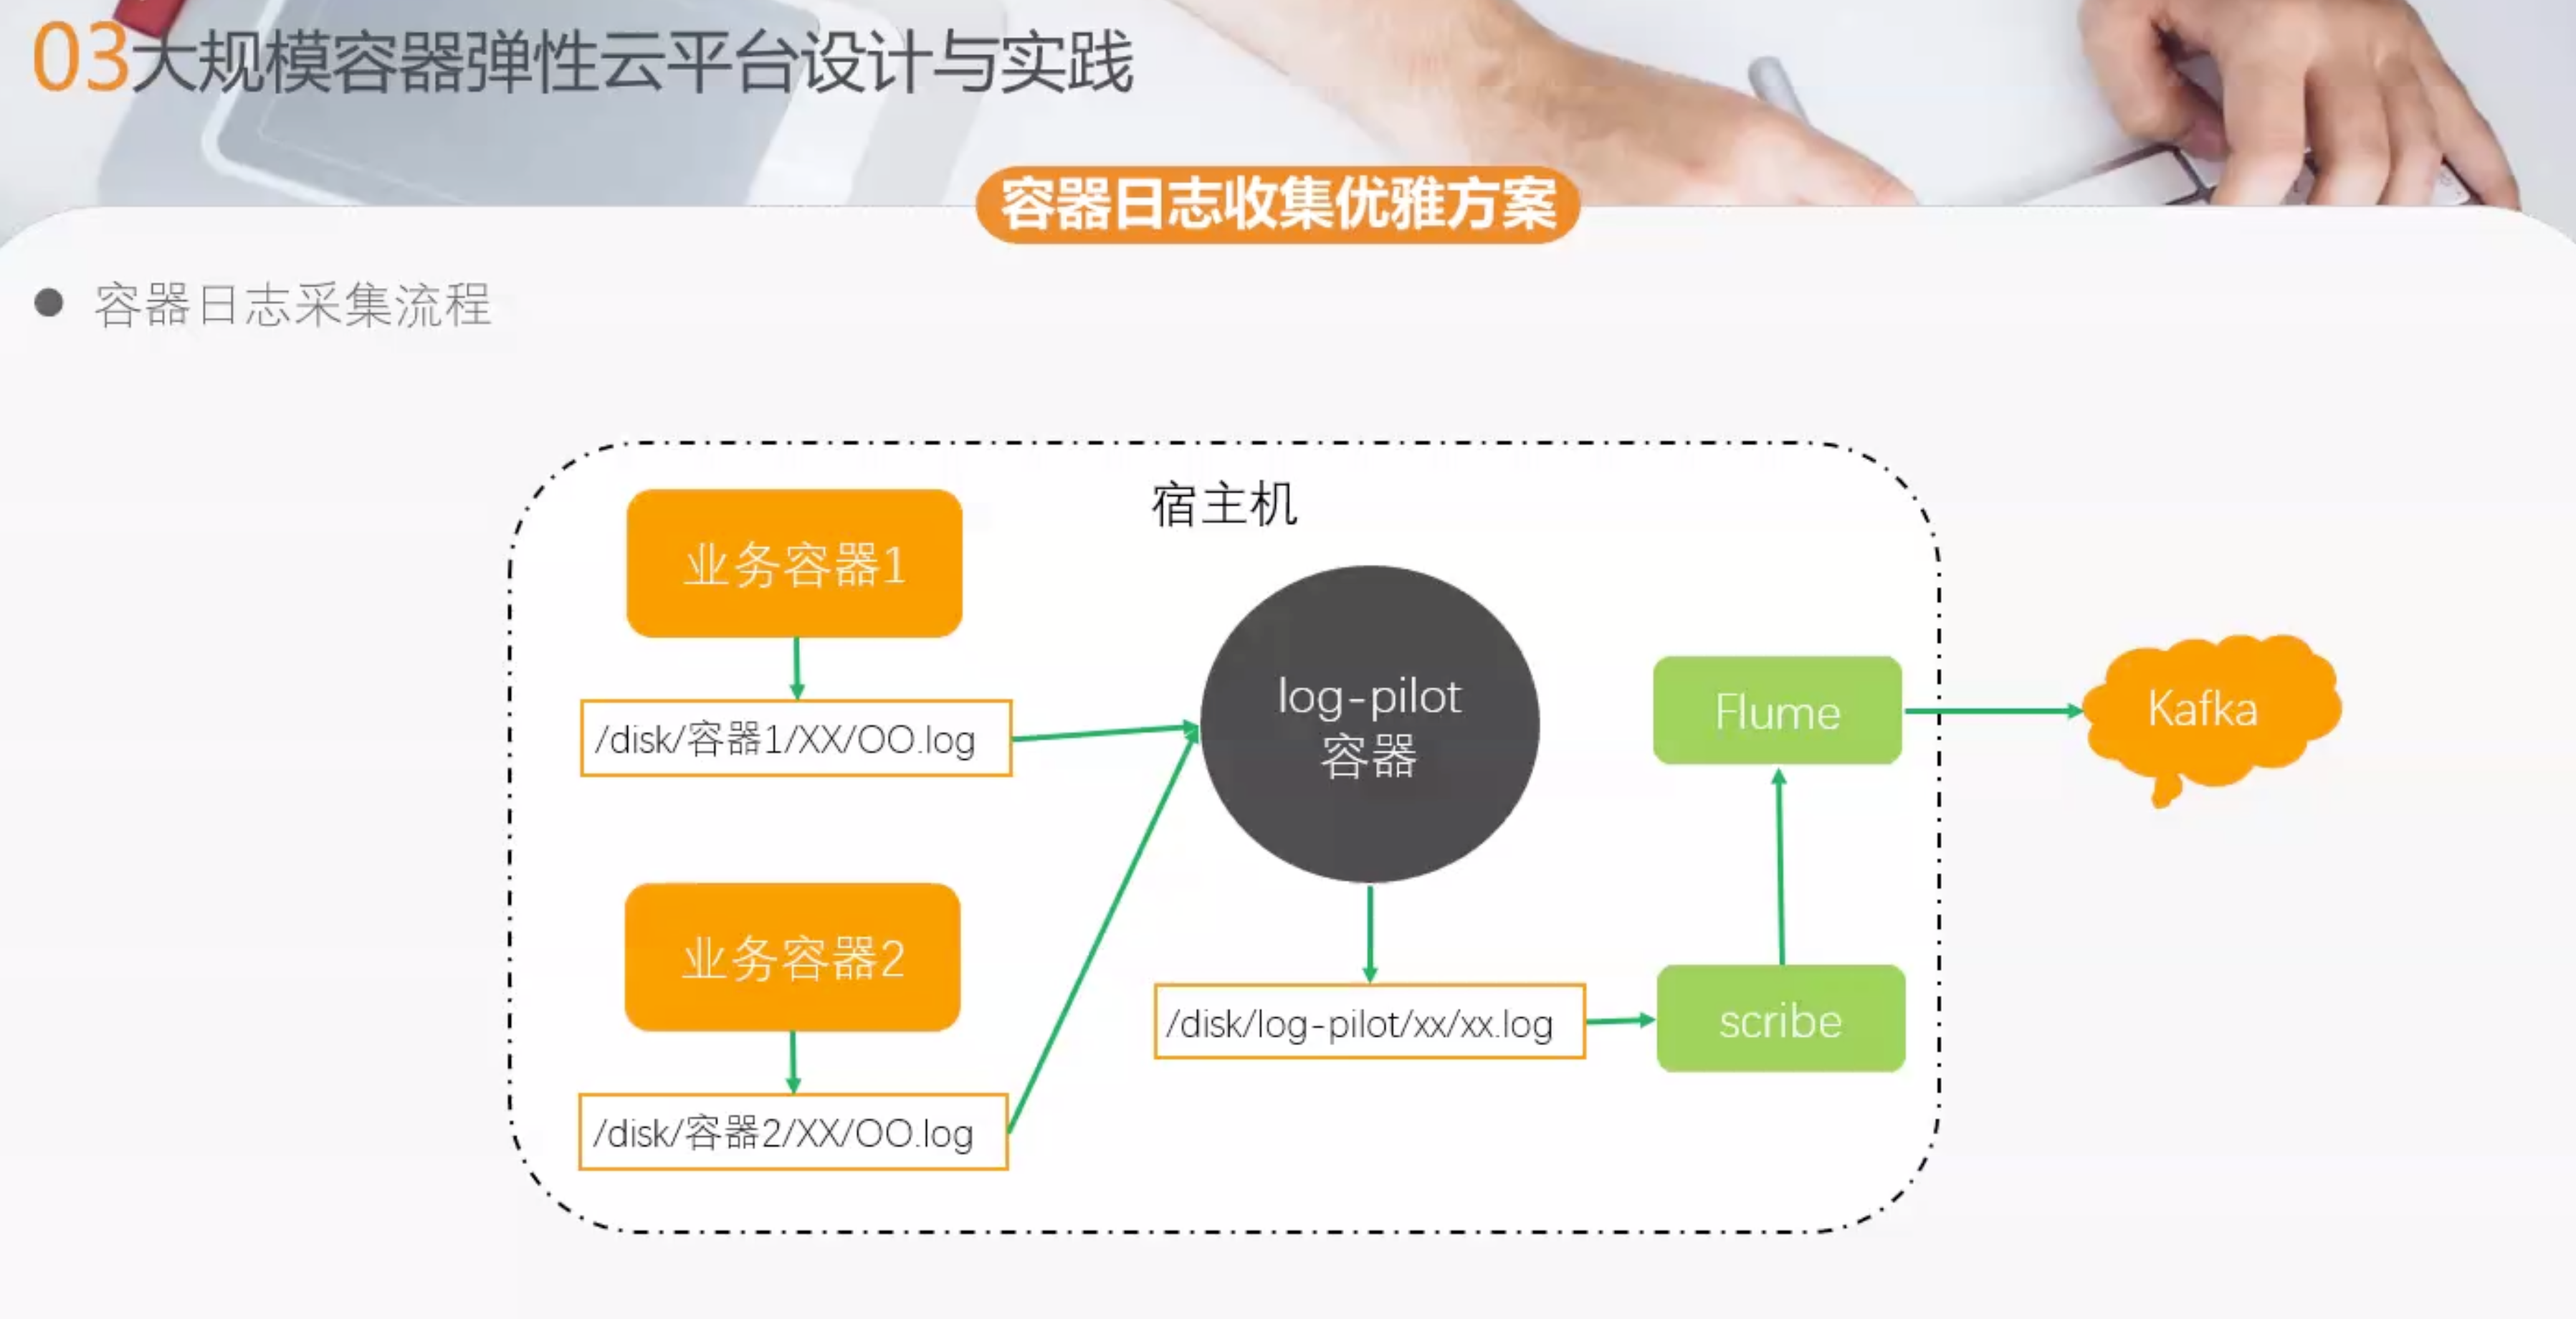 03大规模容器弹性云平台设计与实践
容器日志收集优雅方案
容器日志采集流程
宿主机
业务容器1
/disk/容器1/XX/OO.log
业务容器2
/disk/容器2/XX/OO.log
log-pilot
容器
/disk/log-pilot/xx/xx.log
scribe
Flume
Kafka